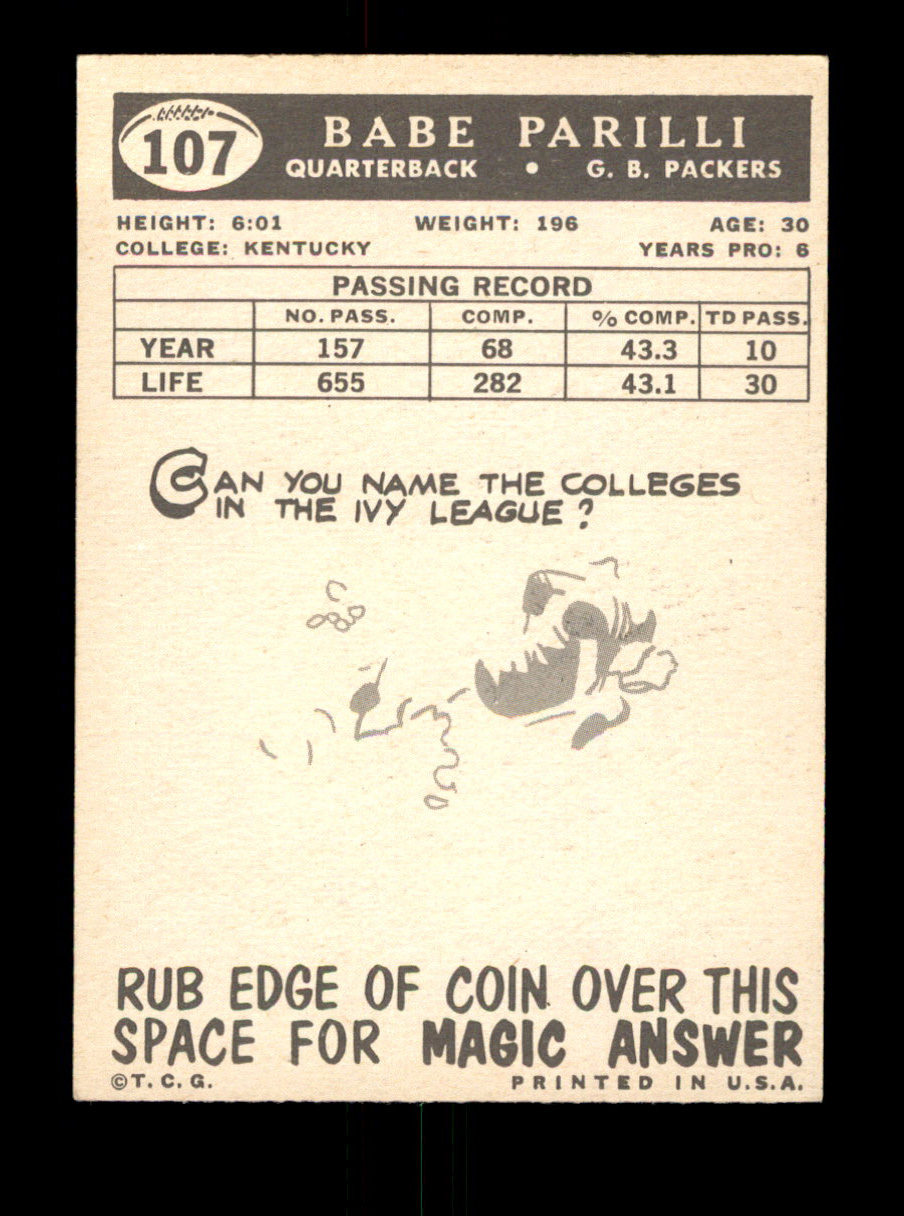 107
BABE PARILLI
QUARTERBACK • G. B. PACKERS
HEIGHT: 6:01 WEIGHT: 196 AGE: 30
COLLEGE: KENTUCKY YEARS PRO: 6
PASSING RECORD
NO. PASS. COMP. % COMP. TD PASS.
YEAR 157 68 43.3 10
LIFE 655 282 43.1 30
CAN YOU NAME THE COLLEGES
IN THE IVY LEAGUE?
RUB EDGE OF COIN OVER THIS
SPACE FOR MAGIC ANSWER
©T. C. G. PRINTED IN U.S.A.